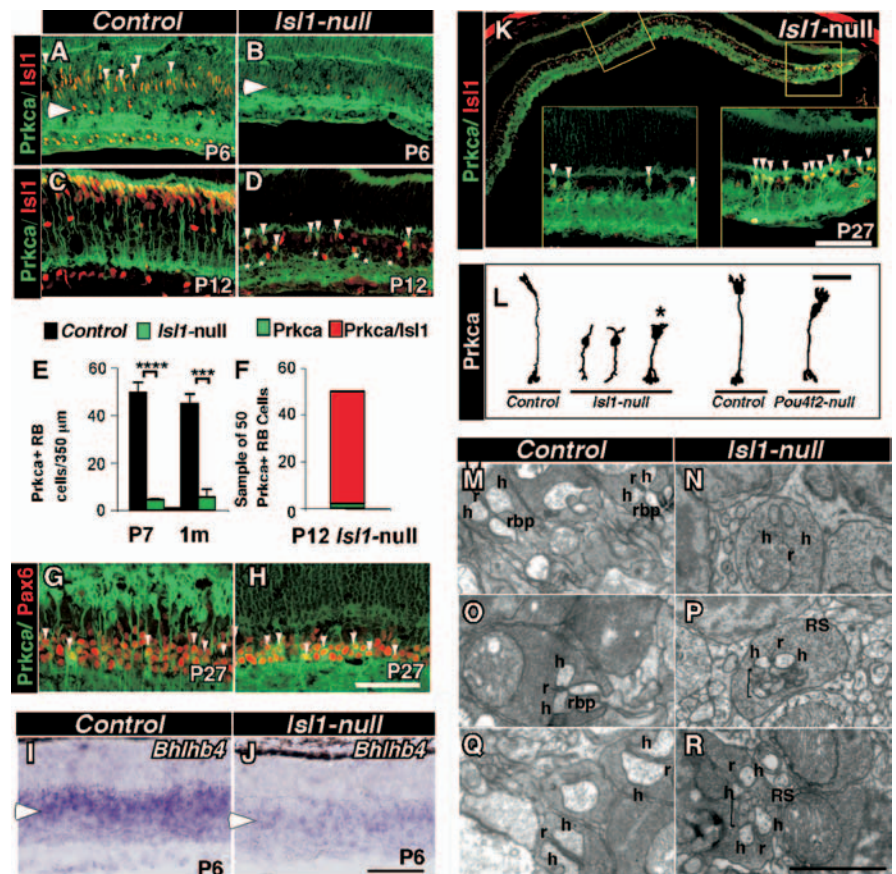 Control
Isl1-null
Prkca/Isl1
A
B
P6
P6
Prkca/Isl1
C
D
P12
P12
Control
Isl1-null
Prkca
Prkca/Isl1
E
Prkca+ RB cells/350 µm
60
40
20
0
****
***
P7
1m
F
Sample of 50 Prkca+ RB Cells
60
40
20
0
P12 Isl1-null
Prkca/Pax6
G
H
P27
P27
Control
Isl1-null
I
Bhlhb4
J
Bhlhb4
P6
P6
Prkca/Isl1
K
Isl1-null
P27
Prkca
L
*
Control
Isl1-null
Control
Pou4f2-null
Control
Isl1-null
M
h
r
h
rbp
r
h
h
rbp
N
h
h
r
O
h
r
h
rbp
P
RS
h
h
r
Q
h
h
r
h
h
R
r
h
RS
h
h
r